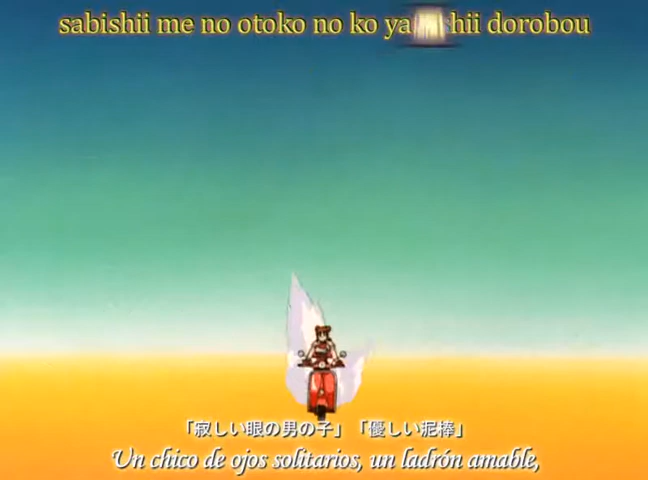 sabishii me no otoko no ko hii dorobou
「寂しい眼の男の子」「優しい泥棒」
Un chico de ojos solitarios, un ladrón amable,